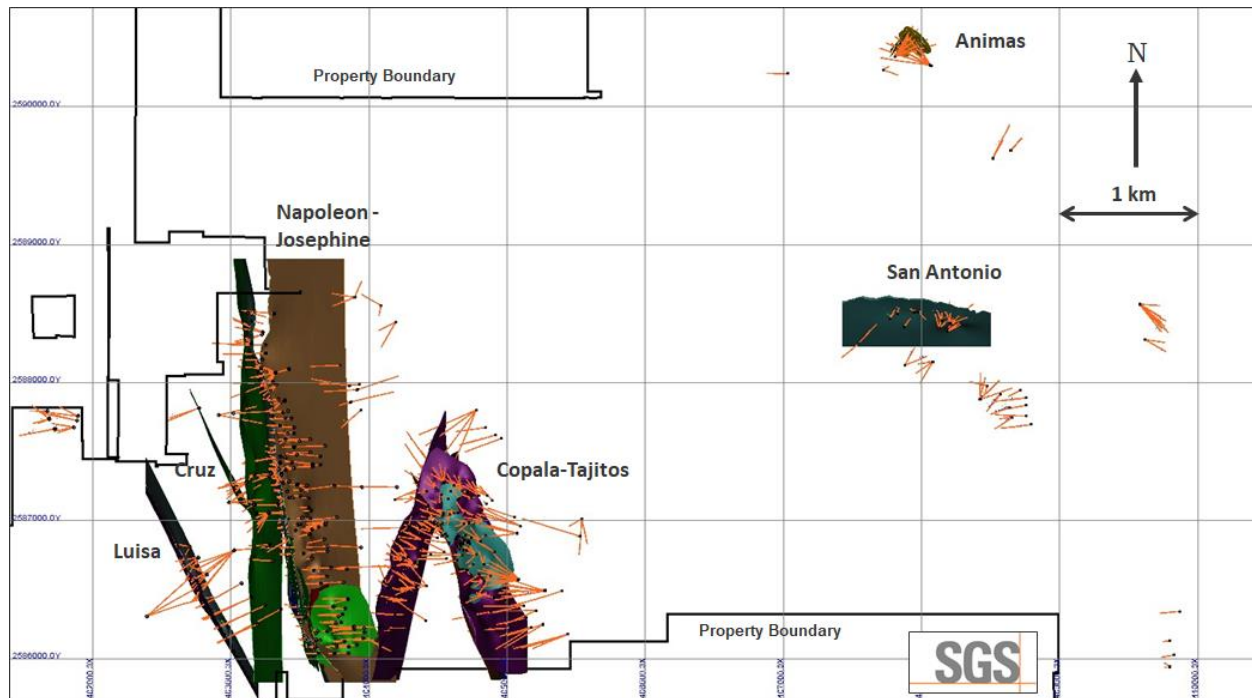 Animas
N
Property Boundary
2590000.0Y
1 km
Napoleon -
Josephine
2589000.0Y
San Antonio
2588000.0Y
Cruz
Copala-Tajitos
2587000.0Y
Luisa
Property Boundary
SGS
2586000.0Y